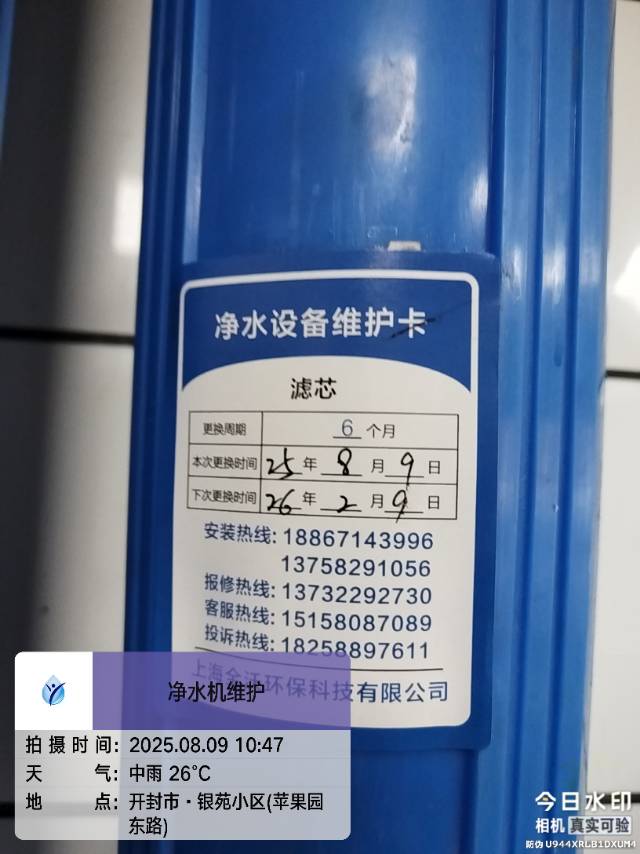 净水设备维护卡
滤芯
更换周期 6 个月
本次更换时间 25 年 8 月 9 日
下次更换时间 26 年 2 月 9 日
安装热线: 18867143996
13758291056
报修热线: 13732292730
客服热线: 15158087089
投诉热线: 18258897611
上海 环保科技有限公司
净水机维护
拍摄时间: 2025.08.09 10:47
天气: 中雨 26°C
地点: 开封市·银苑小区(苹果园
东路)
今日水印
相机 真实可验
防伪 U944XRLB1DXUM4